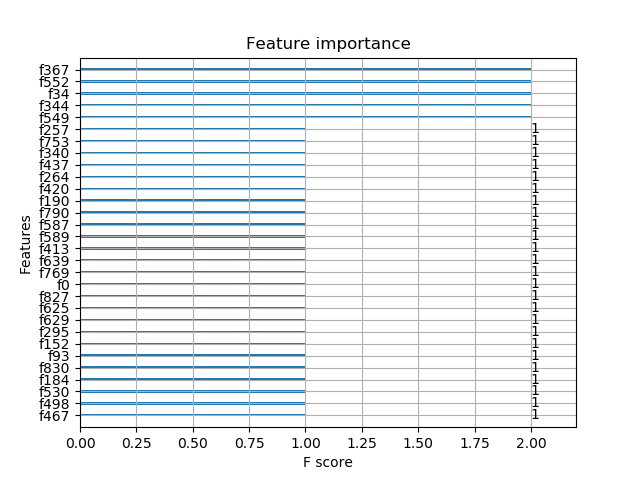 Feature importance
f367
f552
f34
f344
f549
f257 1
f753 1
f340 1
f437 1
f264 1
f420 1
f190 1
f790 1
f587 1
f589 1
f413 1
f639 1
f769 1
f0 1
f827 1
f625 1
f629 1
f295 1
f152 1
f93 1
f830 1
f184 1
f530 1
f498 1
f467 1
Features
0.00 0.25 0.50 0.75 1.00 1.25 1.50 1.75 2.00
F score